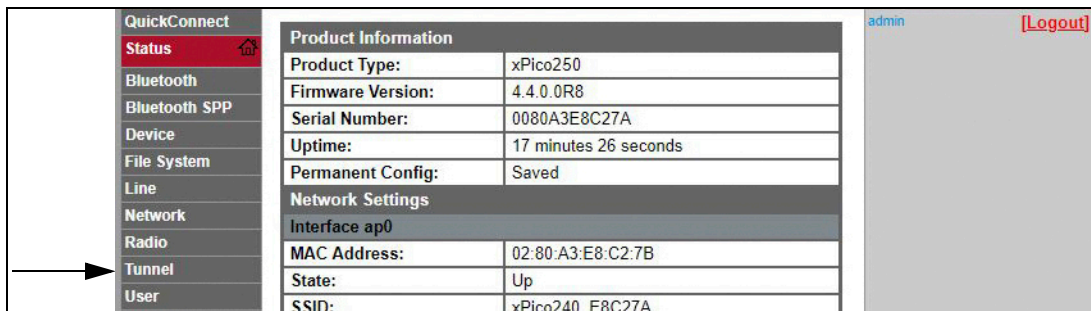 QuickConnect
Status
Bluetooth
Bluetooth SPP
Device
File System
Line
Network
Radio
Tunnel
User
Product Information
Product Type: xPico250
Firmware Version: 4.4.0.0R8
Serial Number: 0080A3E8C27A
Uptime: 17 minutes 26 seconds
Permanent Config: Saved
Network Settings
Interface ap0
MAC Address: 02:80:A3:E8:C2:7B
State: Up
SSID: xPico240_E8C27A
admin [Logout]